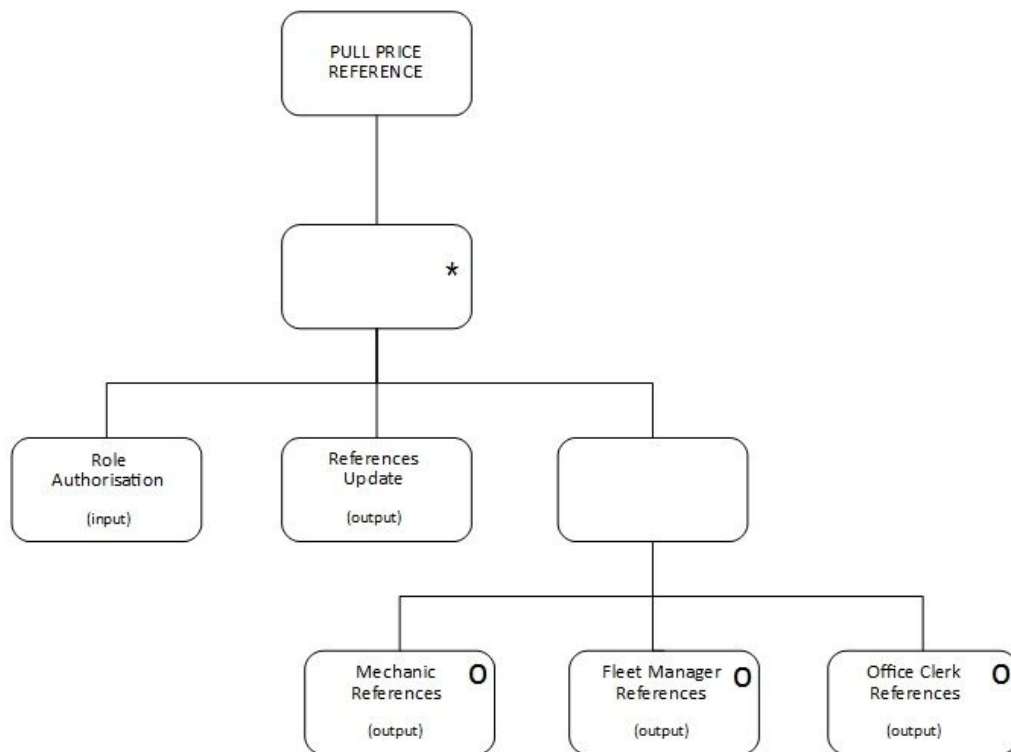 PULL PRICE
REFERENCE
*
Role
Authorisation
(input)
References
Update
(output)
Mechanic
References
(output)
O
Fleet Manager
References
(output)
O
Office Clerk
References
(output)
O